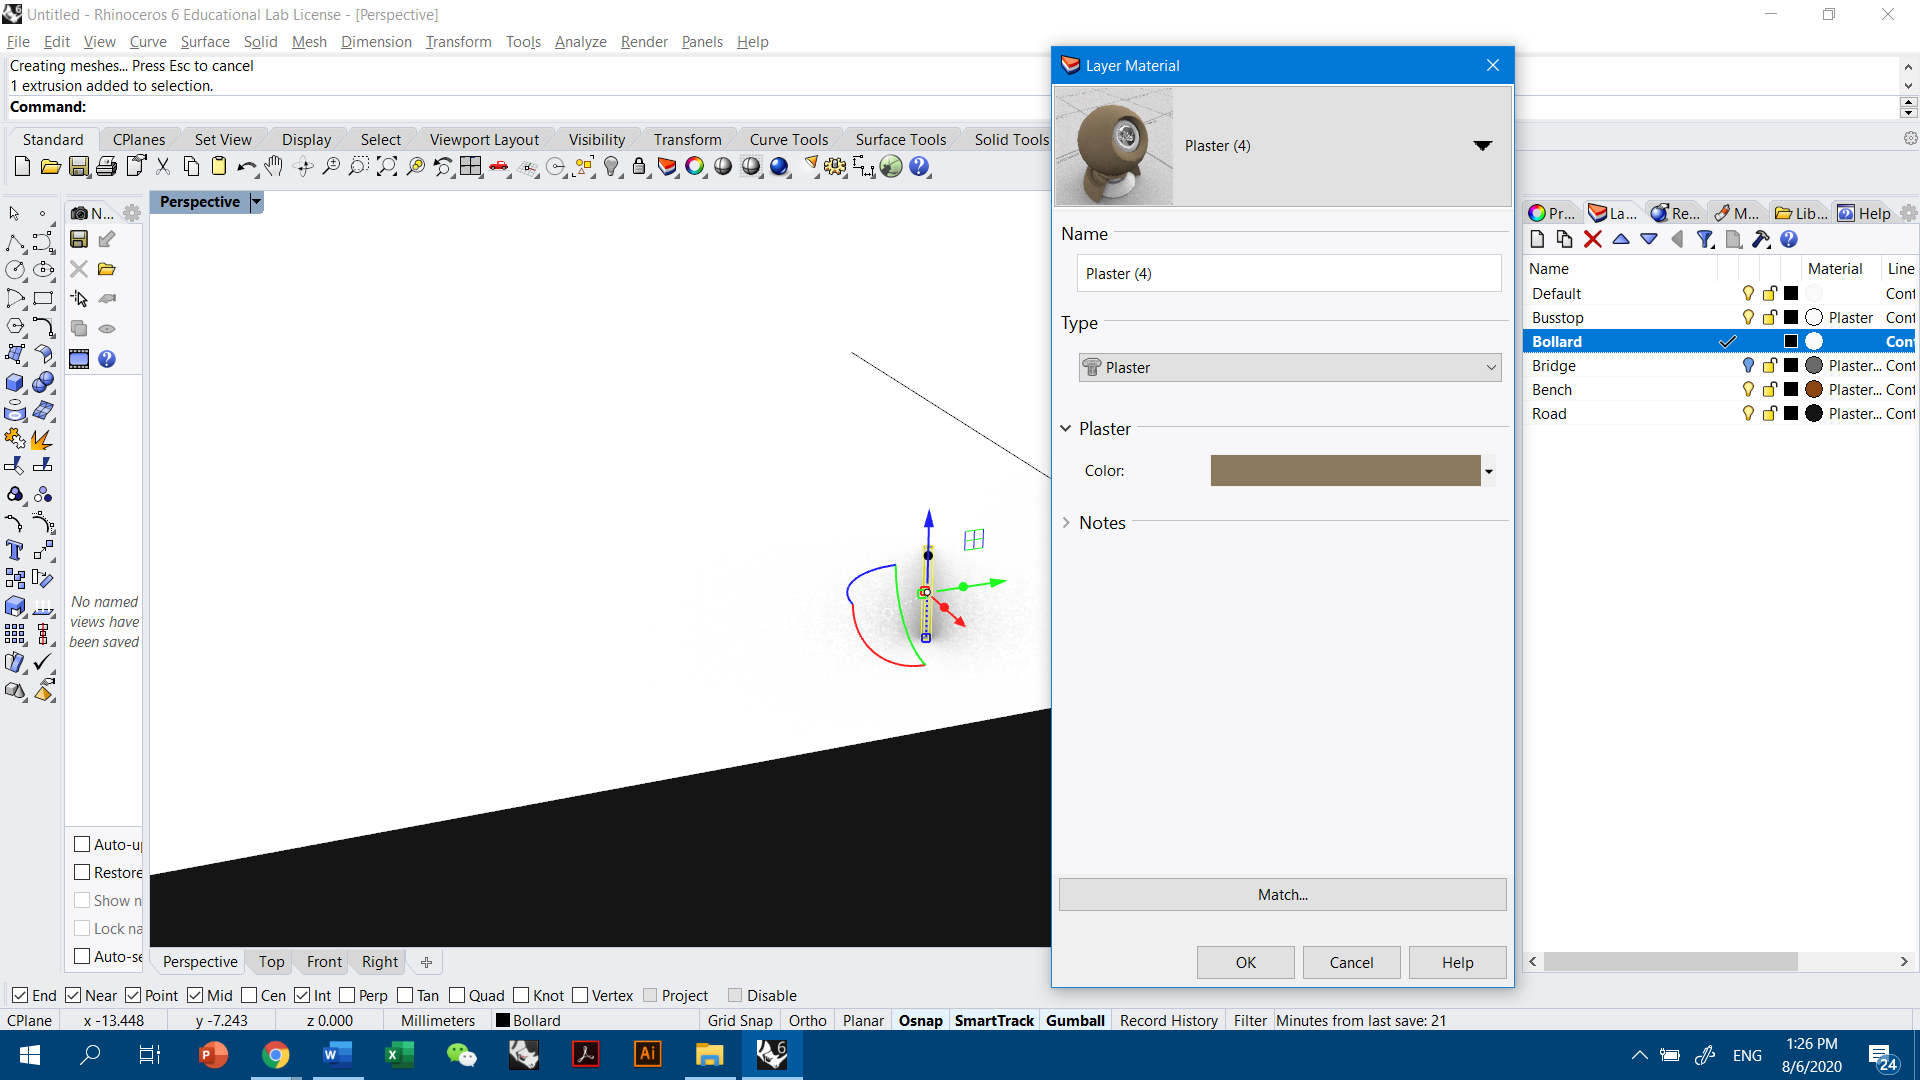 Untitled - Rhinoceros 6 Educational Lab License - [Perspective]
File Edit View Curve Surface Solid Mesh Dimension Transform Tools Analyze Render Panels Help
Creating meshes... Press Esc to cancel
1 extrusion added to selection.
Command:
Standard CPlanes Set View Display Select Viewport Layout Visibility Transform Curve Tools Surface Tools Solid Tools
Perspective
N...
No named
views have
been saved
Auto-u
Restore
Show n
Lock na
Auto-se
Layer Material
Plaster (4)
Name
Plaster (4)
Type
Plaster
Plaster
Color:
Notes
Match...
OK Cancel Help
Pr... La... Re... M... Lib... Help
Name Material Line
Default Cont
Busstop Plaster Cont
Bollard Cont
Bridge Plaster... Cont
Bench Plaster... Cont
Road Plaster... Cont
Perspective Top Front Right
End Near Point Mid Cen Int Perp Tan Quad Knot Vertex Project Disable
CPlane x -13.448 y -7.243 z 0.000 Millimeters Bollard Grid Snap Ortho Planar Osnap SmartTrack Gumball Record History Filter Minutes from last save: 21
ENG
1:26 PM
8/6/2020
24